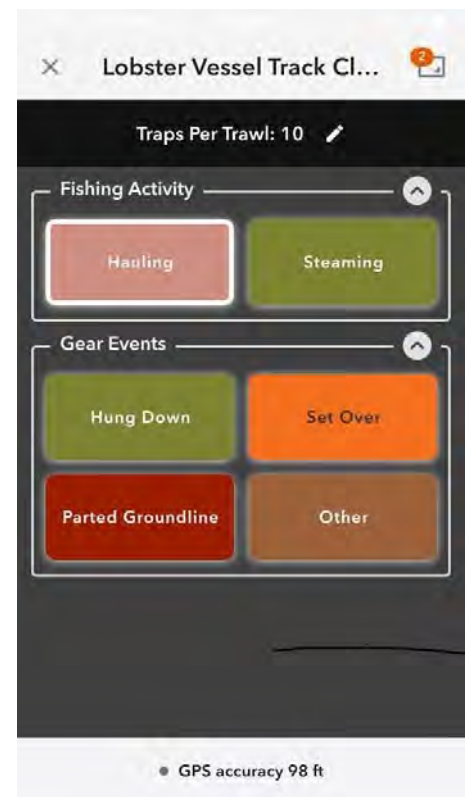 Lobster Vessel Track Cl...
2
Traps Per Trawl: 10
Fishing Activity
Hauling Steaming
Gear Events
Hung Down Set Over
Parted Groundline Other
GPS accuracy 98 ft